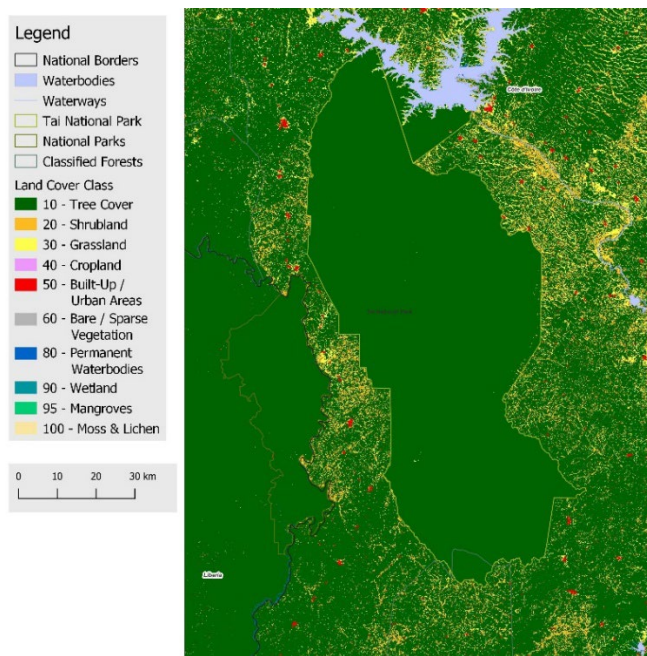 Legend
National Borders
Waterbodies
Waterways
Tai National Park
National Parks
Classified Forests
Land Cover Class
10 - Tree Cover
20 - Shrubland
30 - Grassland
40 - Cropland
50 - Built-Up /
Urban Areas
60 - Bare / Sparse
Vegetation
80 - Permanent
Waterbodies
90 - Wetland
95 - Mangroves
100 - Moss & Lichen
0 10 20 30 km
Côte d'Ivoire
Liberia